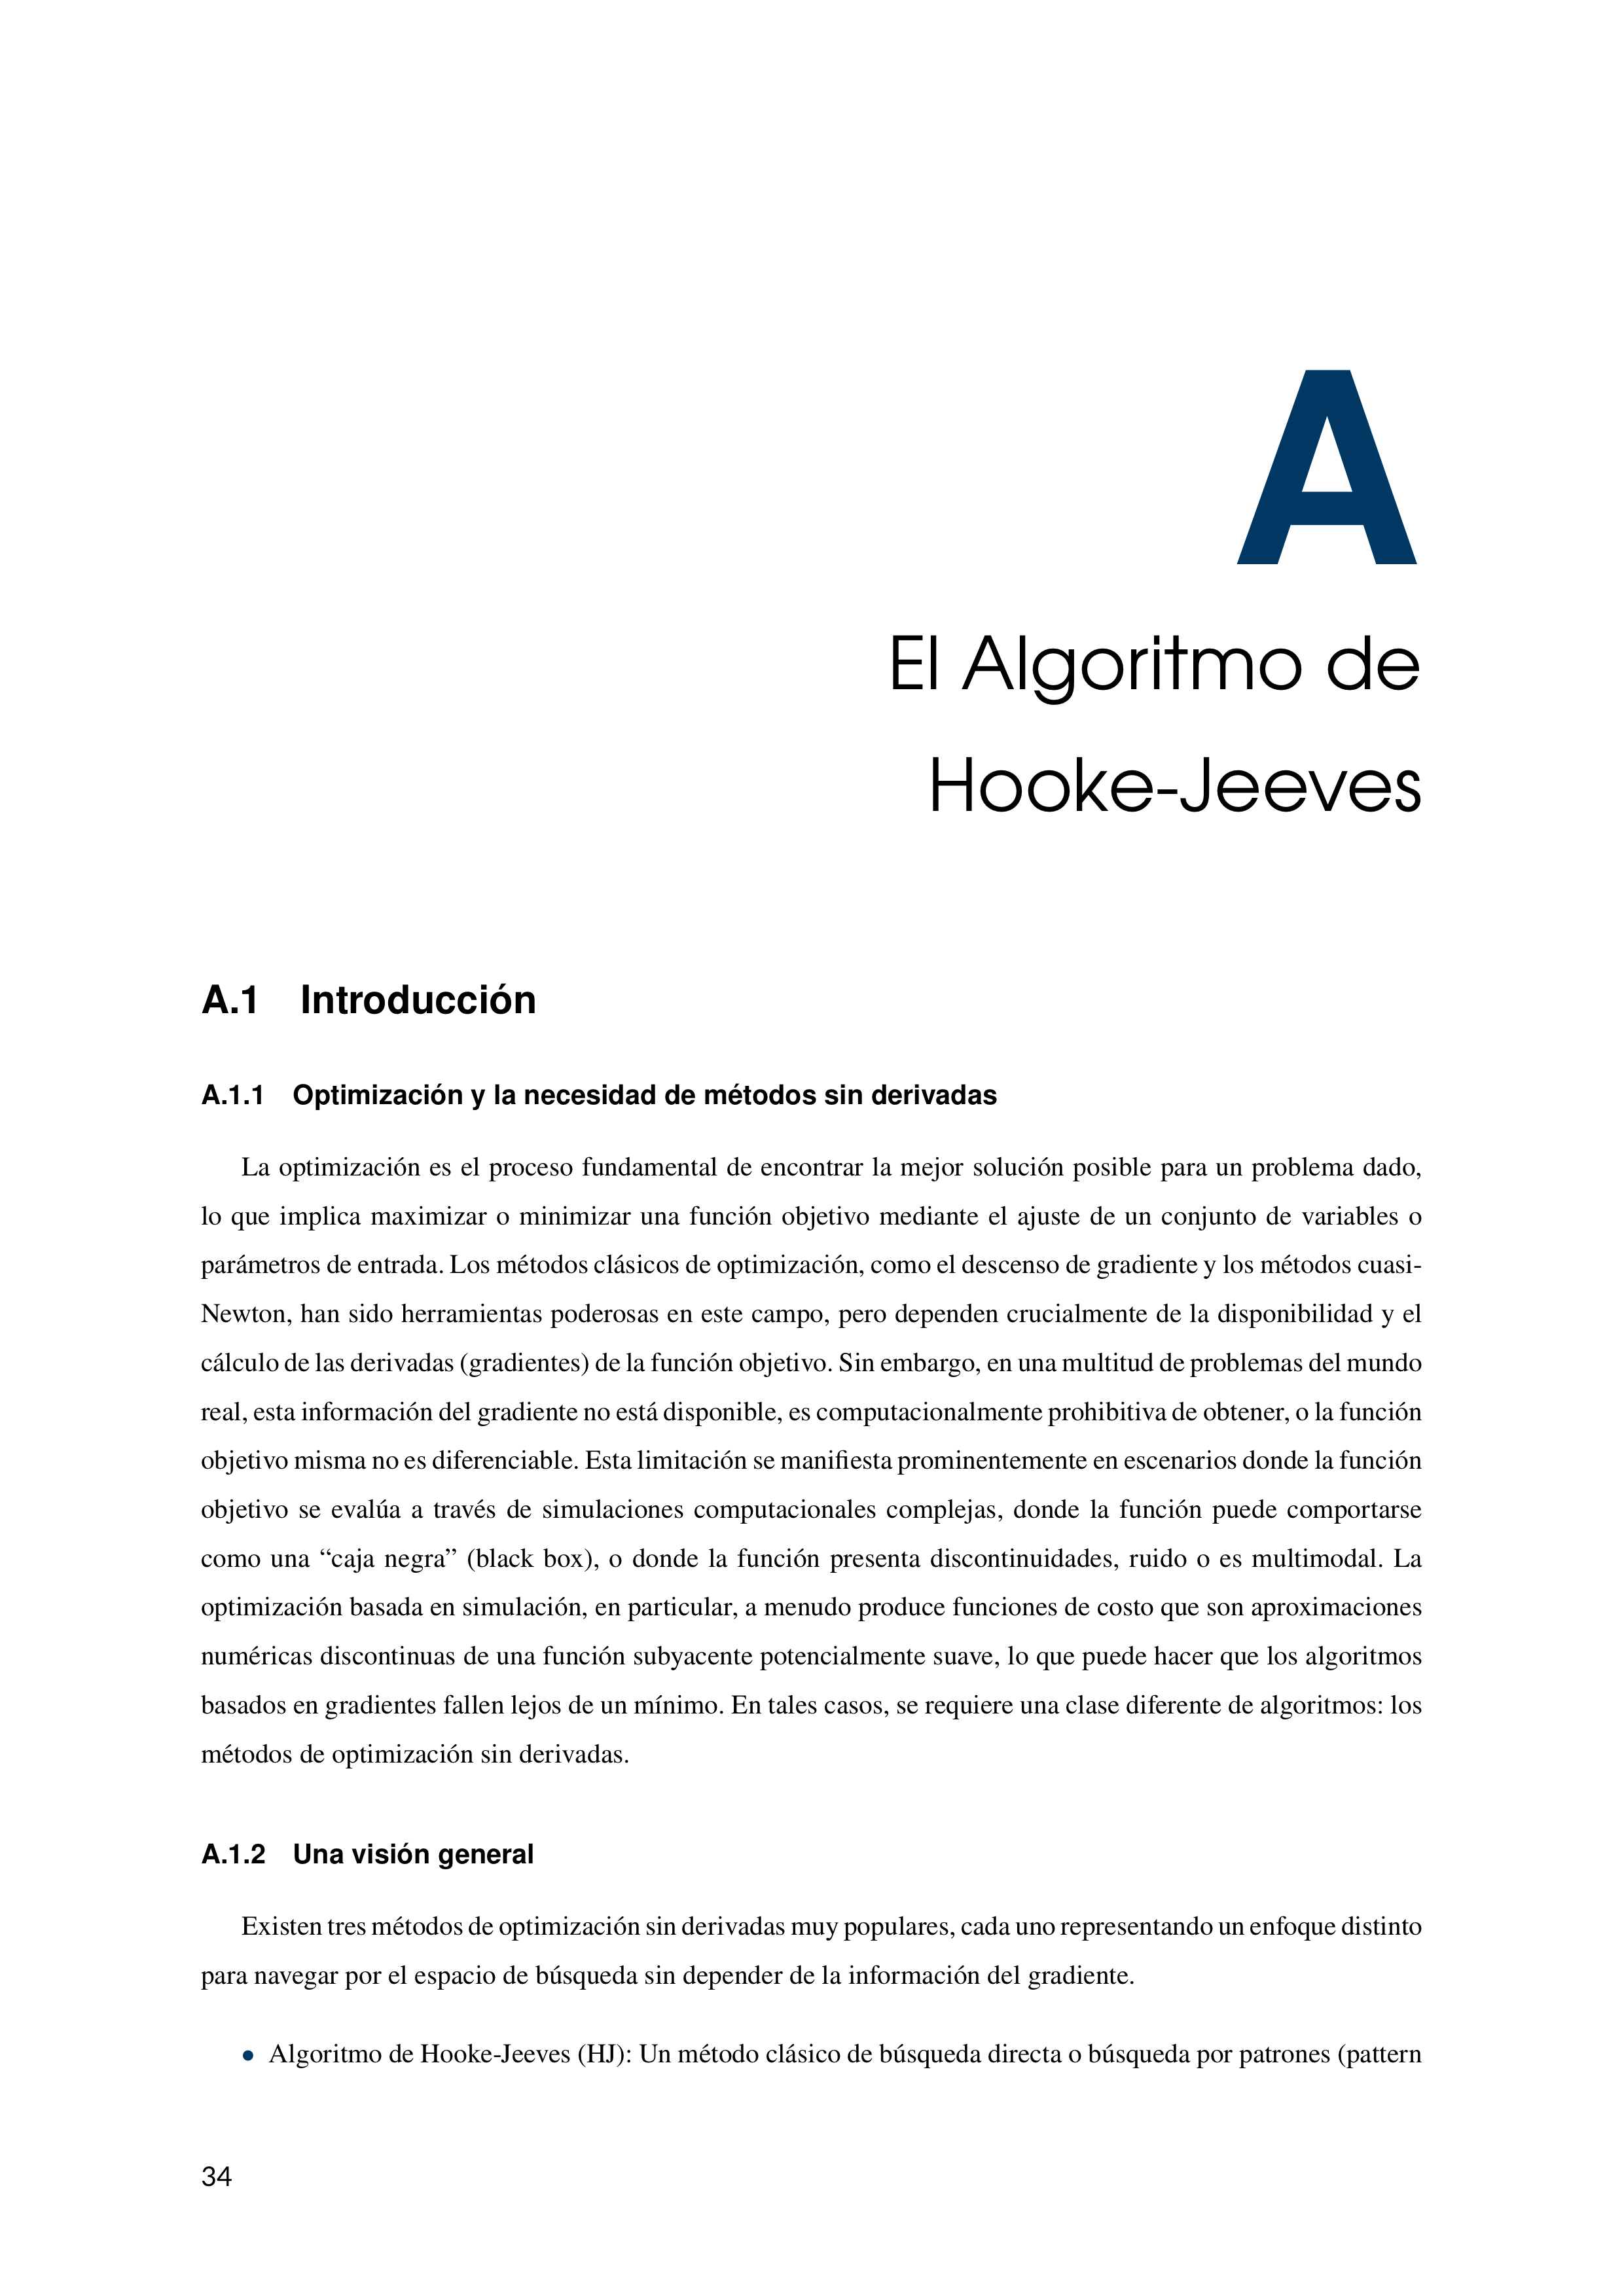 A
El Algoritmo de
Hooke-Jeeves
A.1 Introducción
A.1.1 Optimización y la necesidad de métodos sin derivadas
La optimización es el proceso fundamental de encontrar la mejor solución posible para un problema dado,
lo que implica maximizar o minimizar una función objetivo mediante el ajuste de un conjunto de variables o
parámetros de entrada. Los métodos clásicos de optimización, como el descenso de gradiente y los métodos cuasi-
Newton, han sido herramientas poderosas en este campo, pero dependen crucialmente de la disponibilidad y el
cálculo de las derivadas (gradientes) de la función objetivo. Sin embargo, en una multitud de problemas del mundo
real, esta información del gradiente no está disponible, es computacionalmente prohibitiva de obtener, o la función
objetivo misma no es diferenciable. Esta limitación se manifiesta prominentemente en escenarios donde la función
objetivo se evalúa a través de simulaciones computacionales complejas, donde la función puede comportarse
como una “caja negra” (black box), o donde la función presenta discontinuidades, ruido o es multimodal. La
optimización basada en simulación, en particular, a menudo produce funciones de costo que son aproximaciones
numéricas discontinuas de una función subyacente potencialmente suave, lo que puede hacer que los algoritmos
basados en gradientes fallen lejos de un mínimo. En tales casos, se requiere una clase diferente de algoritmos: los
métodos de optimización sin derivadas.
A.1.2 Una visión general
Existen tres métodos de optimización sin derivadas muy populares, cada uno representando un enfoque distinto
para navegar por el espacio de búsqueda sin depender de la información del gradiente.
• Algoritmo de Hooke-Jeeves (HJ): Un método clásico de búsqueda directa o búsqueda por patrones (pattern
34